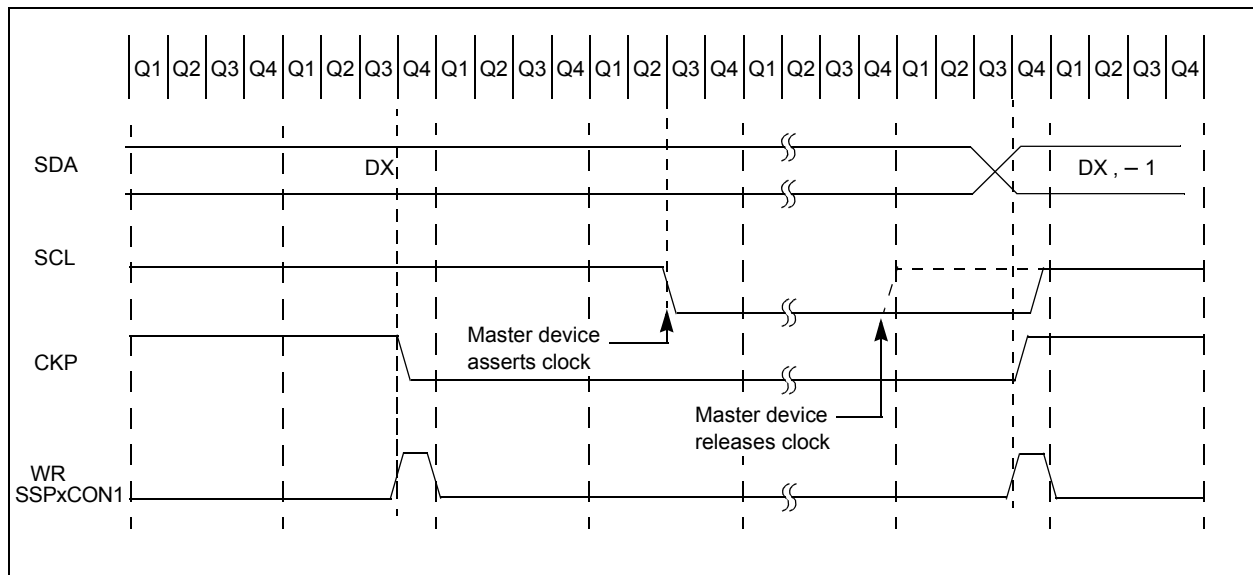 Q1 Q2 Q3 Q4 Q1 Q2 Q3 Q4 Q1 Q2 Q3 Q4 Q1 Q2 Q3 Q4 Q1 Q2 Q3 Q4 Q1 Q2 Q3 Q4 Q1 Q2 Q3 Q4
SDA
DX
DX , – 1
SCL
Master device
asserts clock
CKP
Master device
releases clock
WR
SSPxCON1